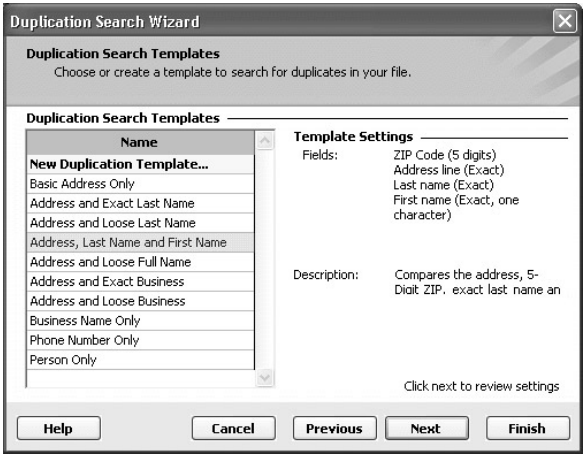 Duplication Search Wizard
Duplication Search Templates
Choose or create a template to search for duplicates in your file.
Duplication Search Templates
Name
New Duplication Template...
Basic Address Only
Address and Exact Last Name
Address and Loose Last Name
Address, Last Name and First Name
Address and Loose Full Name
Address and Exact Business
Address and Loose Business
Business Name Only
Phone Number Only
Person Only
Template Settings
Fields:
ZIP Code (5 digits)
Address line (Exact)
Last name (Exact)
First name (Exact, one
character)
Description:
Compares the address, 5-
Digit ZIP, exact last name an
Click next to review settings
Help
Cancel
Previous
Next
Finish